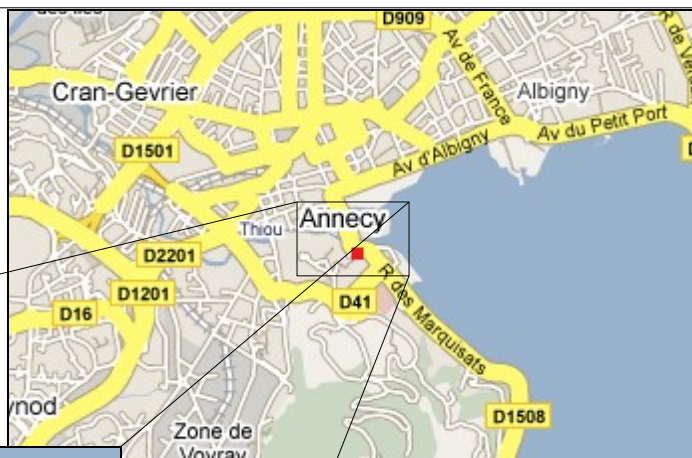 D909
Av de France
Cran-Gevrier
Albigny
D1501
Av d'Albigny
Av du Petit Port
Annecy
Thiou
D2201
D1201
D41
R des Marquisats
D16
D1508
Zone de
Vovray